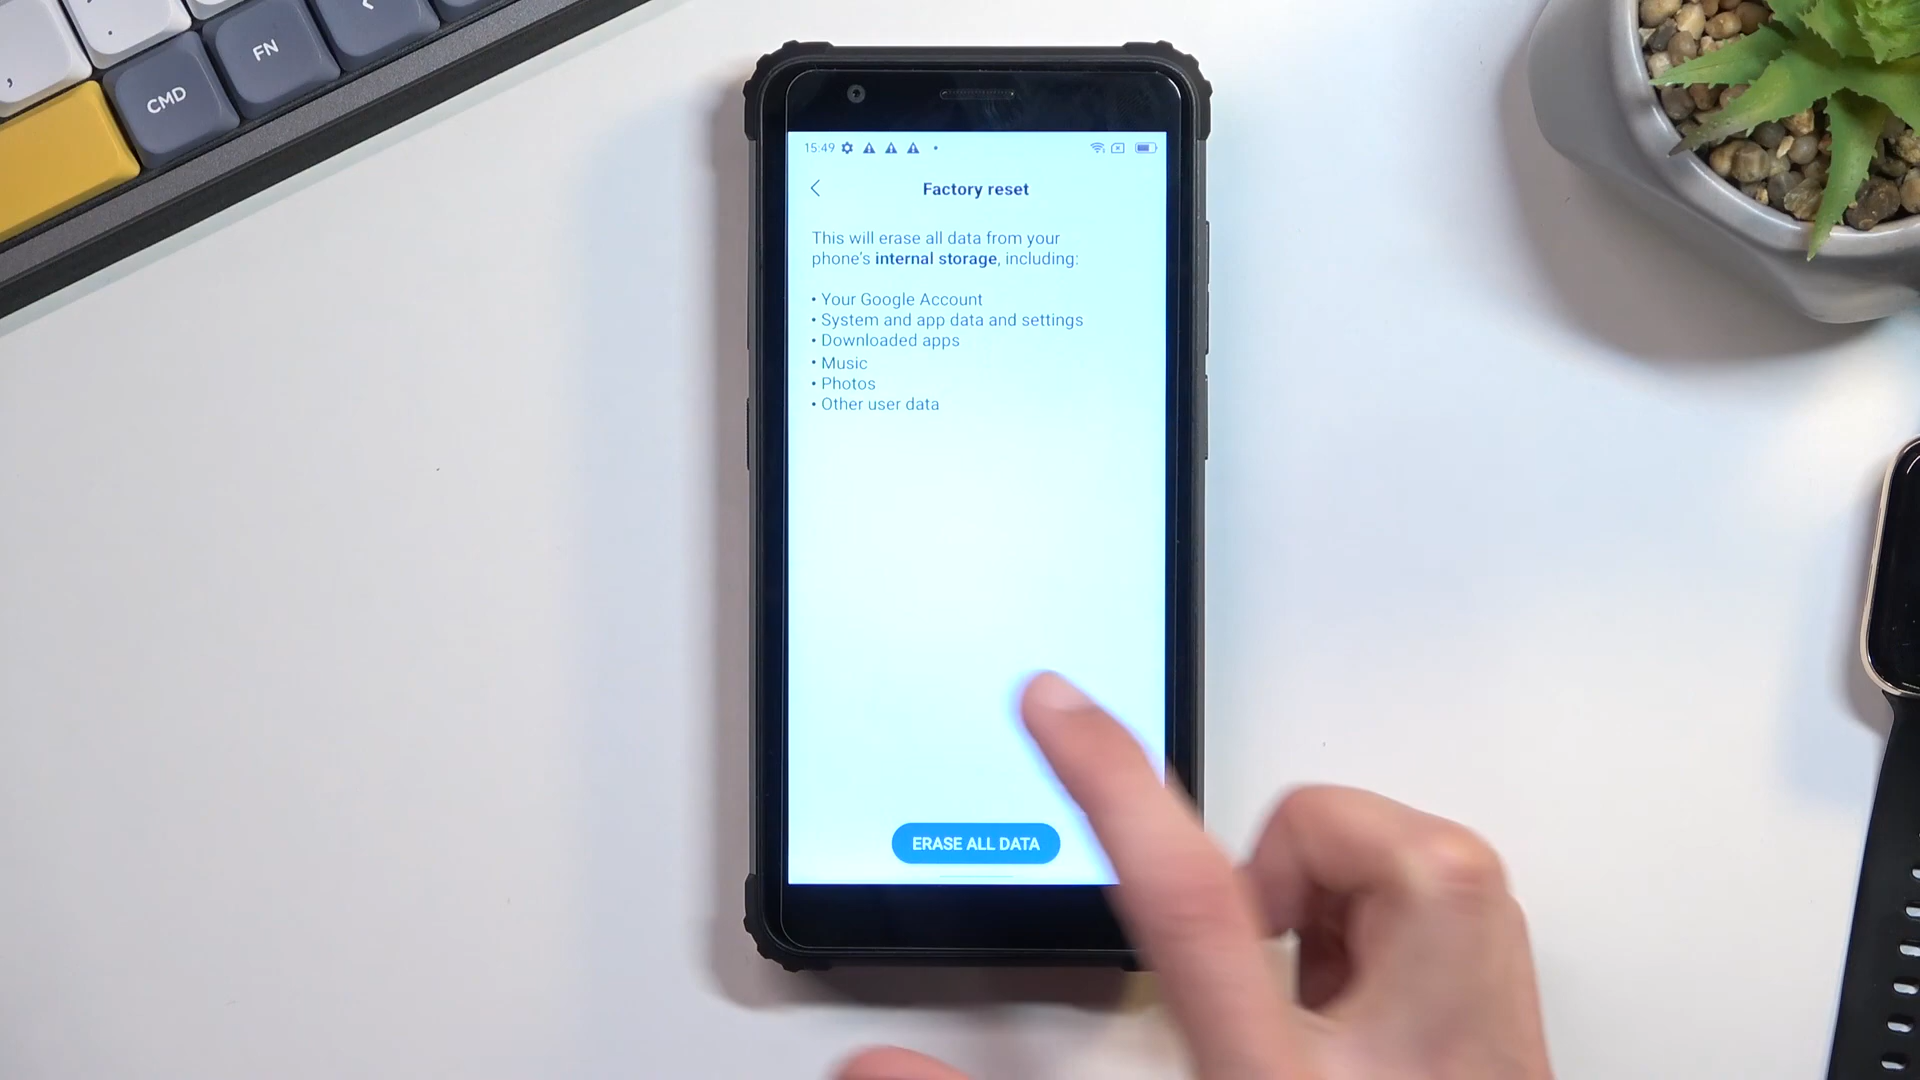 FN
CMD
15:49
Factory reset
This will erase all data from your
phone's internal storage, including:
• Your Google Account
• System and app data and settings
• Downloaded apps
• Music
• Photos
• Other user data
ERASE ALL DATA